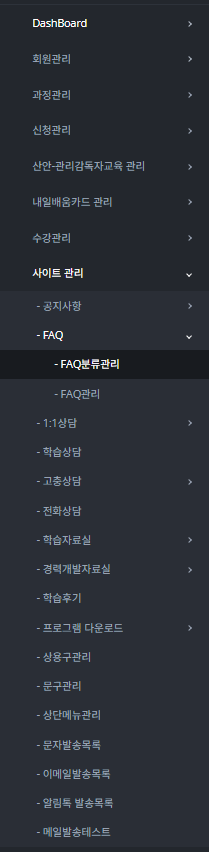 DashBoard
회원관리
과정관리
신청관리
산안-관리감독자교육 관리
내일배움카드 관리
수강관리
사이트 관리
- 공지사항
- FAQ
- FAQ분류관리
- FAQ관리
- 1:1상담
- 학습상담
- 고충상담
- 전화상담
- 학습자료실
- 경력개발자료실
- 학습후기
- 프로그램 다운로드
- 상용구관리
- 문구관리
- 상단메뉴관리
- 문자발송목록
- 이메일발송목록
- 알림톡 발송목록
- 메일발송테스트